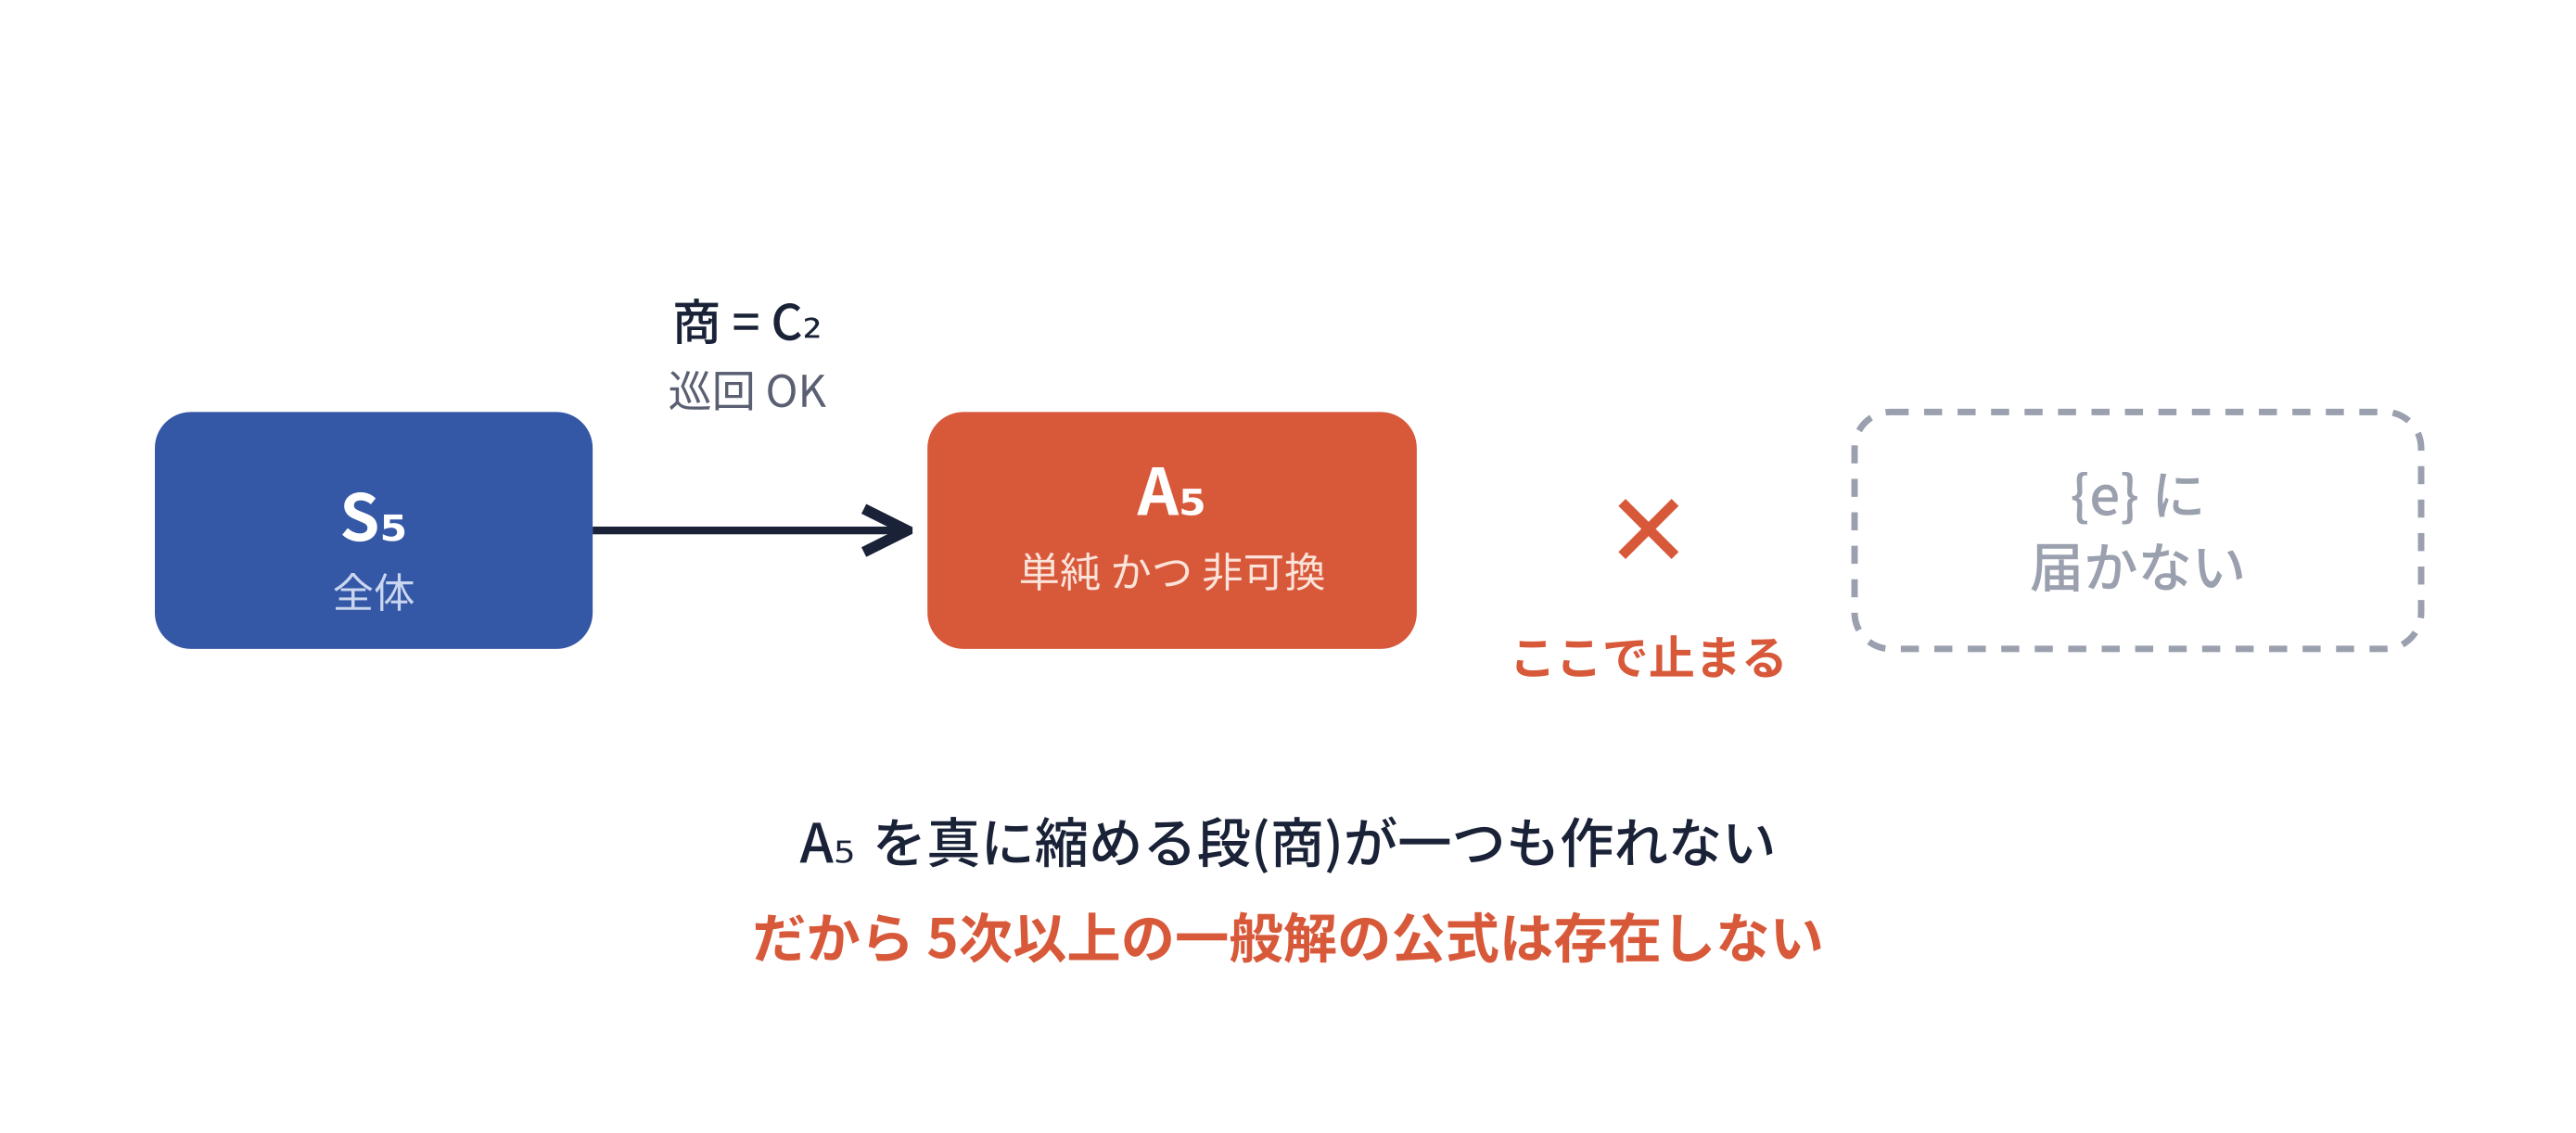 商 = C₂
巡回 OK
S₅
全体
A₅
単純 かつ 非可換
×
ここで止まる
{e} に
届かない
A₅ を真に縮める段(商)が一つも作れない
だから 5次以上の一般解の公式は存在しない